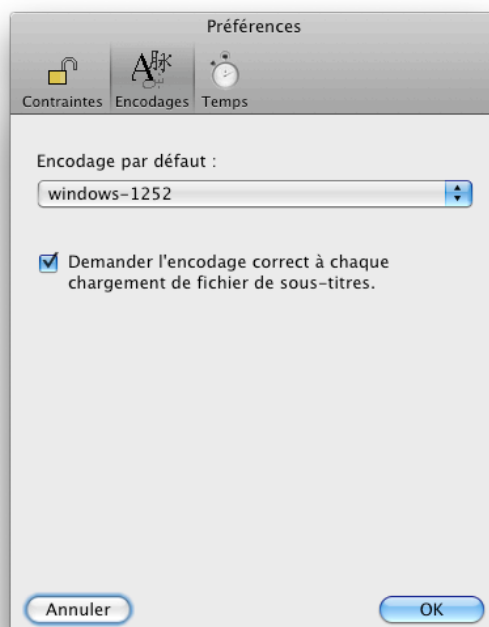 Préférences
Contraintes Encodages Temps
Encodage par défaut :
windows-1252
Demander l'encodage correct à chaque
chargement de fichier de sous-titres.
Annuler OK